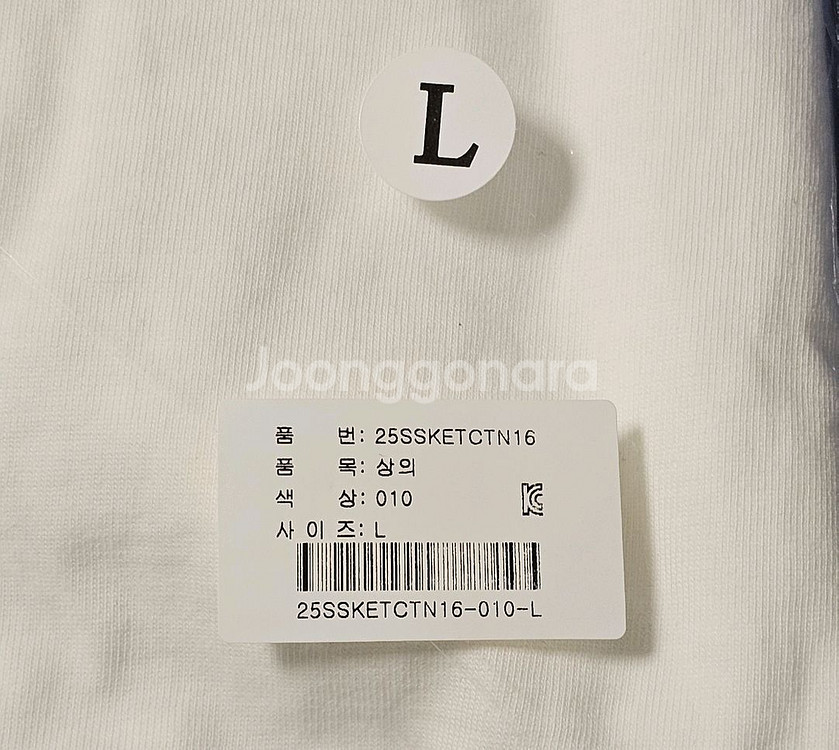 L
Joonggonara
품 번: 25SSKETCTN16
품 목: 상의
색 상: 010
사 이 즈: L
25SSKETCTN16-010-L